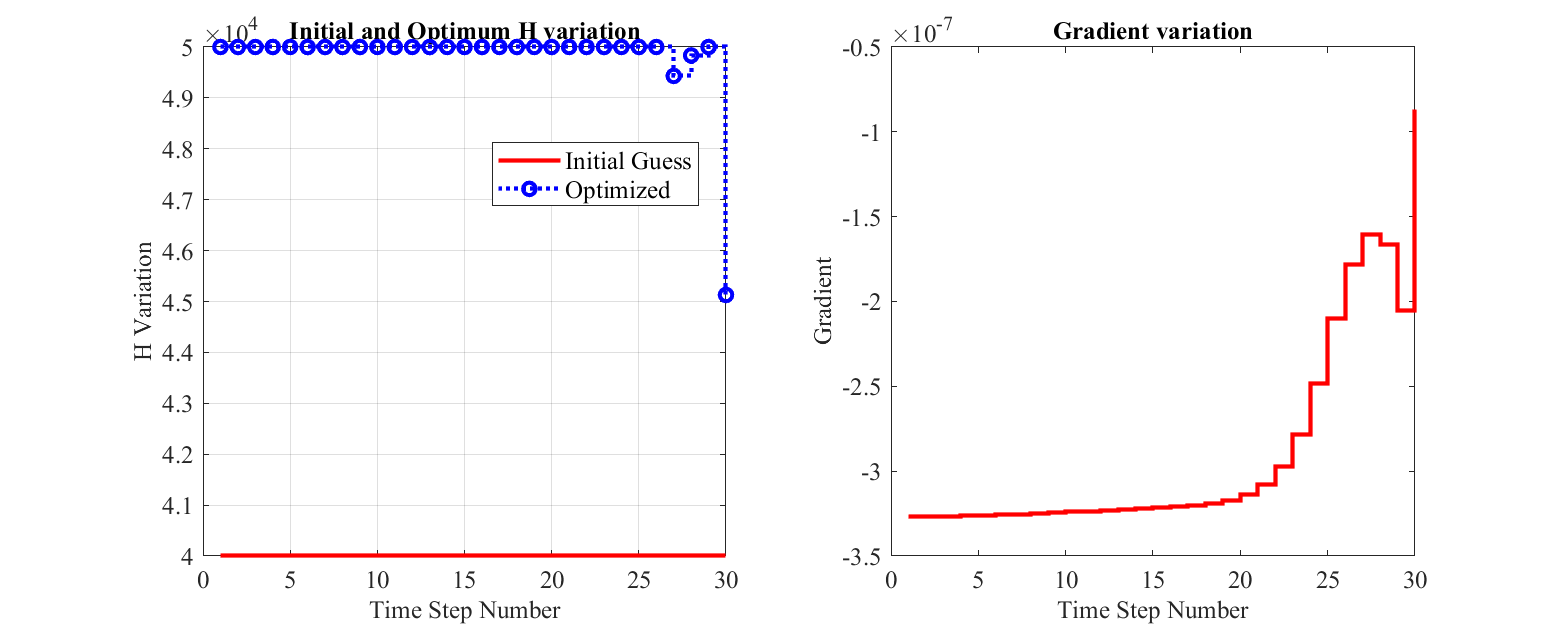 Initial and Optimum H variation
×10^4
5
4.9
4.8
4.7
4.6
4.5
4.4
4.3
4.2
4.1
4
H Variation
Initial Guess
Optimized
0 5 10 15 20 25 30
Time Step Number
Gradient variation
×10^-7
-0.5
-1
-1.5
-2
-2.5
-3
-3.5
Gradient
0 5 10 15 20 25 30
Time Step Number